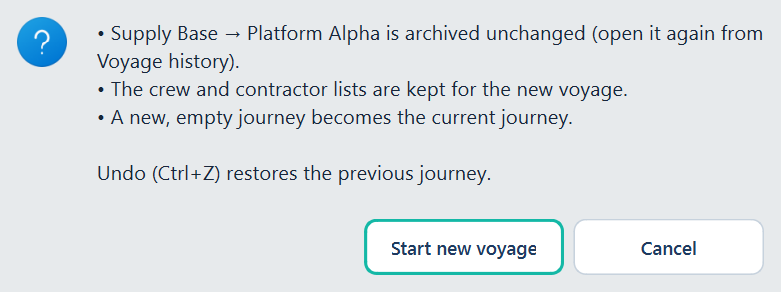 • Supply Base → Platform Alpha is archived unchanged (open it again from
Voyage history).
• The crew and contractor lists are kept for the new voyage.
• A new, empty journey becomes the current journey.
Undo (Ctrl+Z) restores the previous journey.
Start new voyage
Cancel